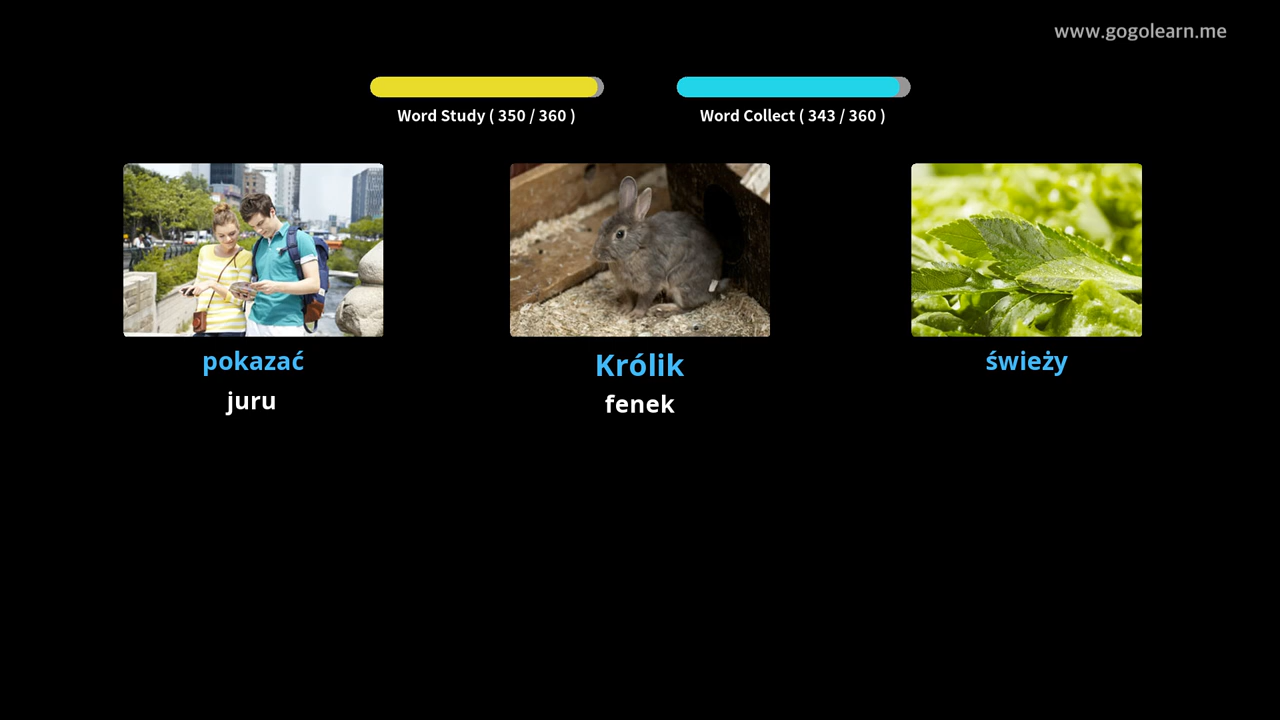 www.gogolearn.me
Word Study ( 350 / 360 )
Word Collect ( 343 / 360 )
pokazać
juru
Królik
fenek
świeży